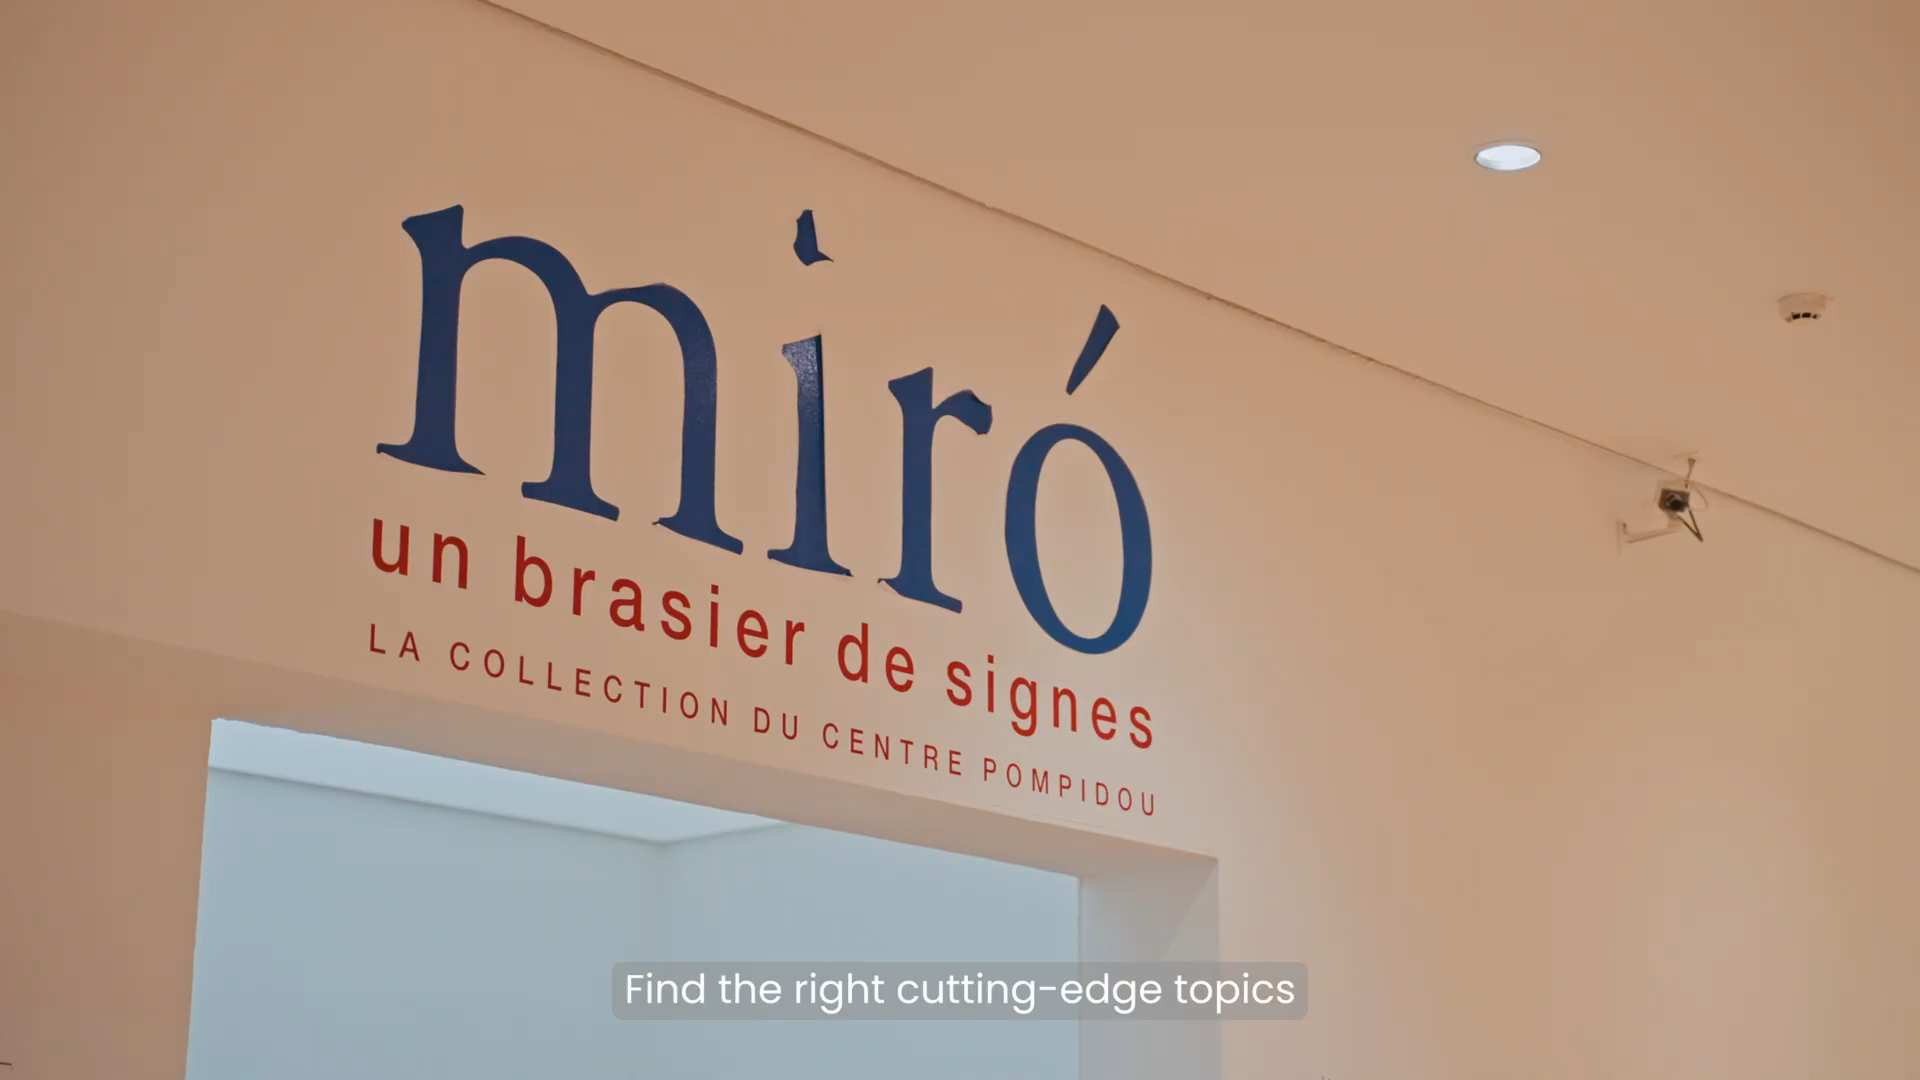 miró
un brasier de signes
LA COLLECTION DU CENTRE POMPIDOU
Find the right cutting-edge topics